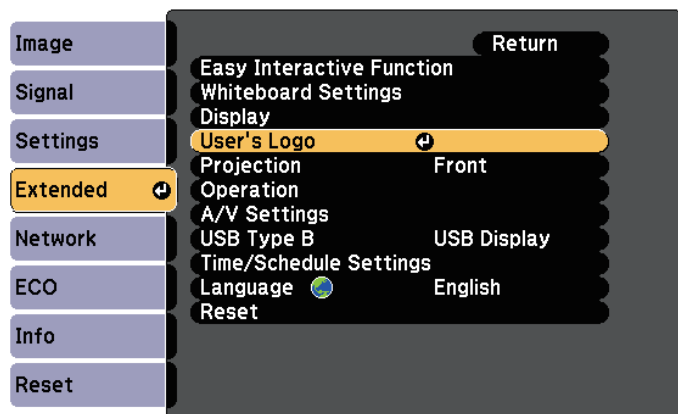 Image
Signal
Settings
Extended
Network
ECO
Info
Reset
Return
Easy Interactive Function
Whiteboard Settings
Display
User's Logo
Projection Front
Operation
A/V Settings
USB Type B USB Display
Time/Schedule Settings
Language English
Reset